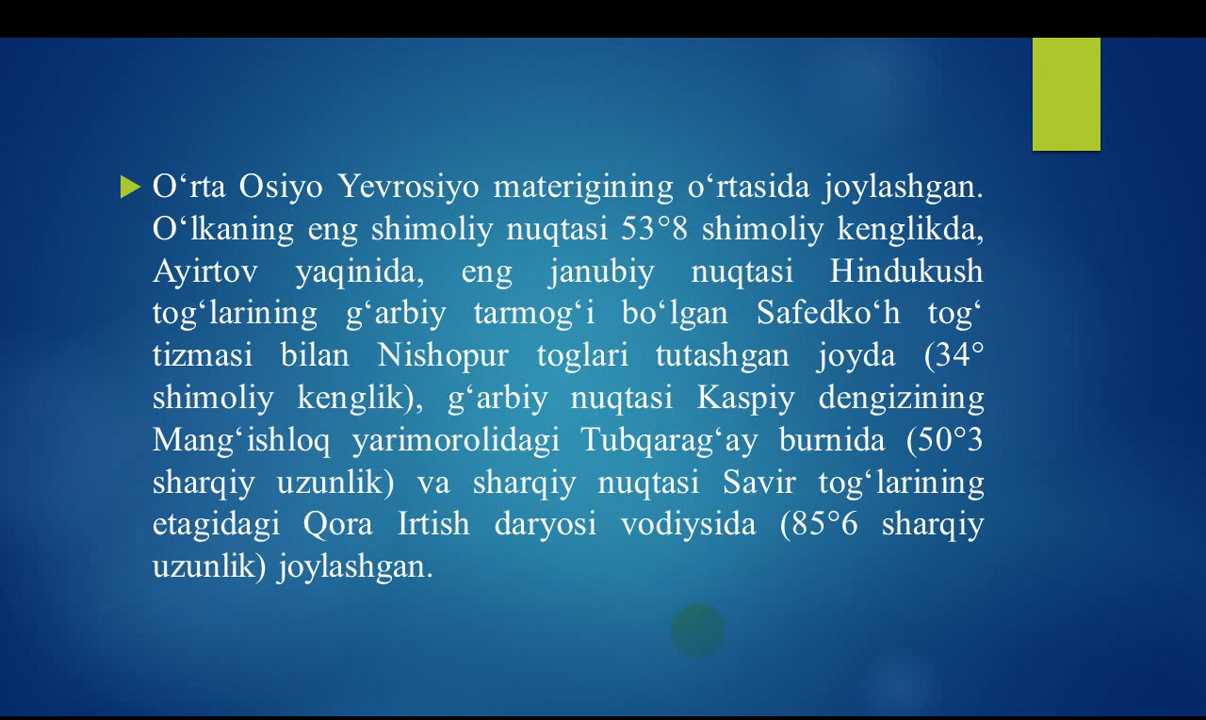 O‘rta Osiyo Yevrosiyo materigining o‘rtasida joylashgan.
O‘lkaning eng shimoliy nuqtasi 53°8 shimoliy kenglikda,
Ayirtov yaqinida, eng janubiy nuqtasi Hindukush
tog‘larining g‘arbiy tarmog‘i bo‘lgan Safedko‘h tog‘
tizmasi bilan Nishopur toglari tutashgan joyda (34°
shimoliy kenglik), g‘arbiy nuqtasi Kaspiy dengizining
Mang‘ishloq yarimorolidagi Tubqarag‘ay burnida (50°3
sharqiy uzunlik) va sharqiy nuqtasi Savir tog‘larining
etagidagi Qora Irtish daryosi vodiysida (85°6 sharqiy
uzunlik) joylashgan.